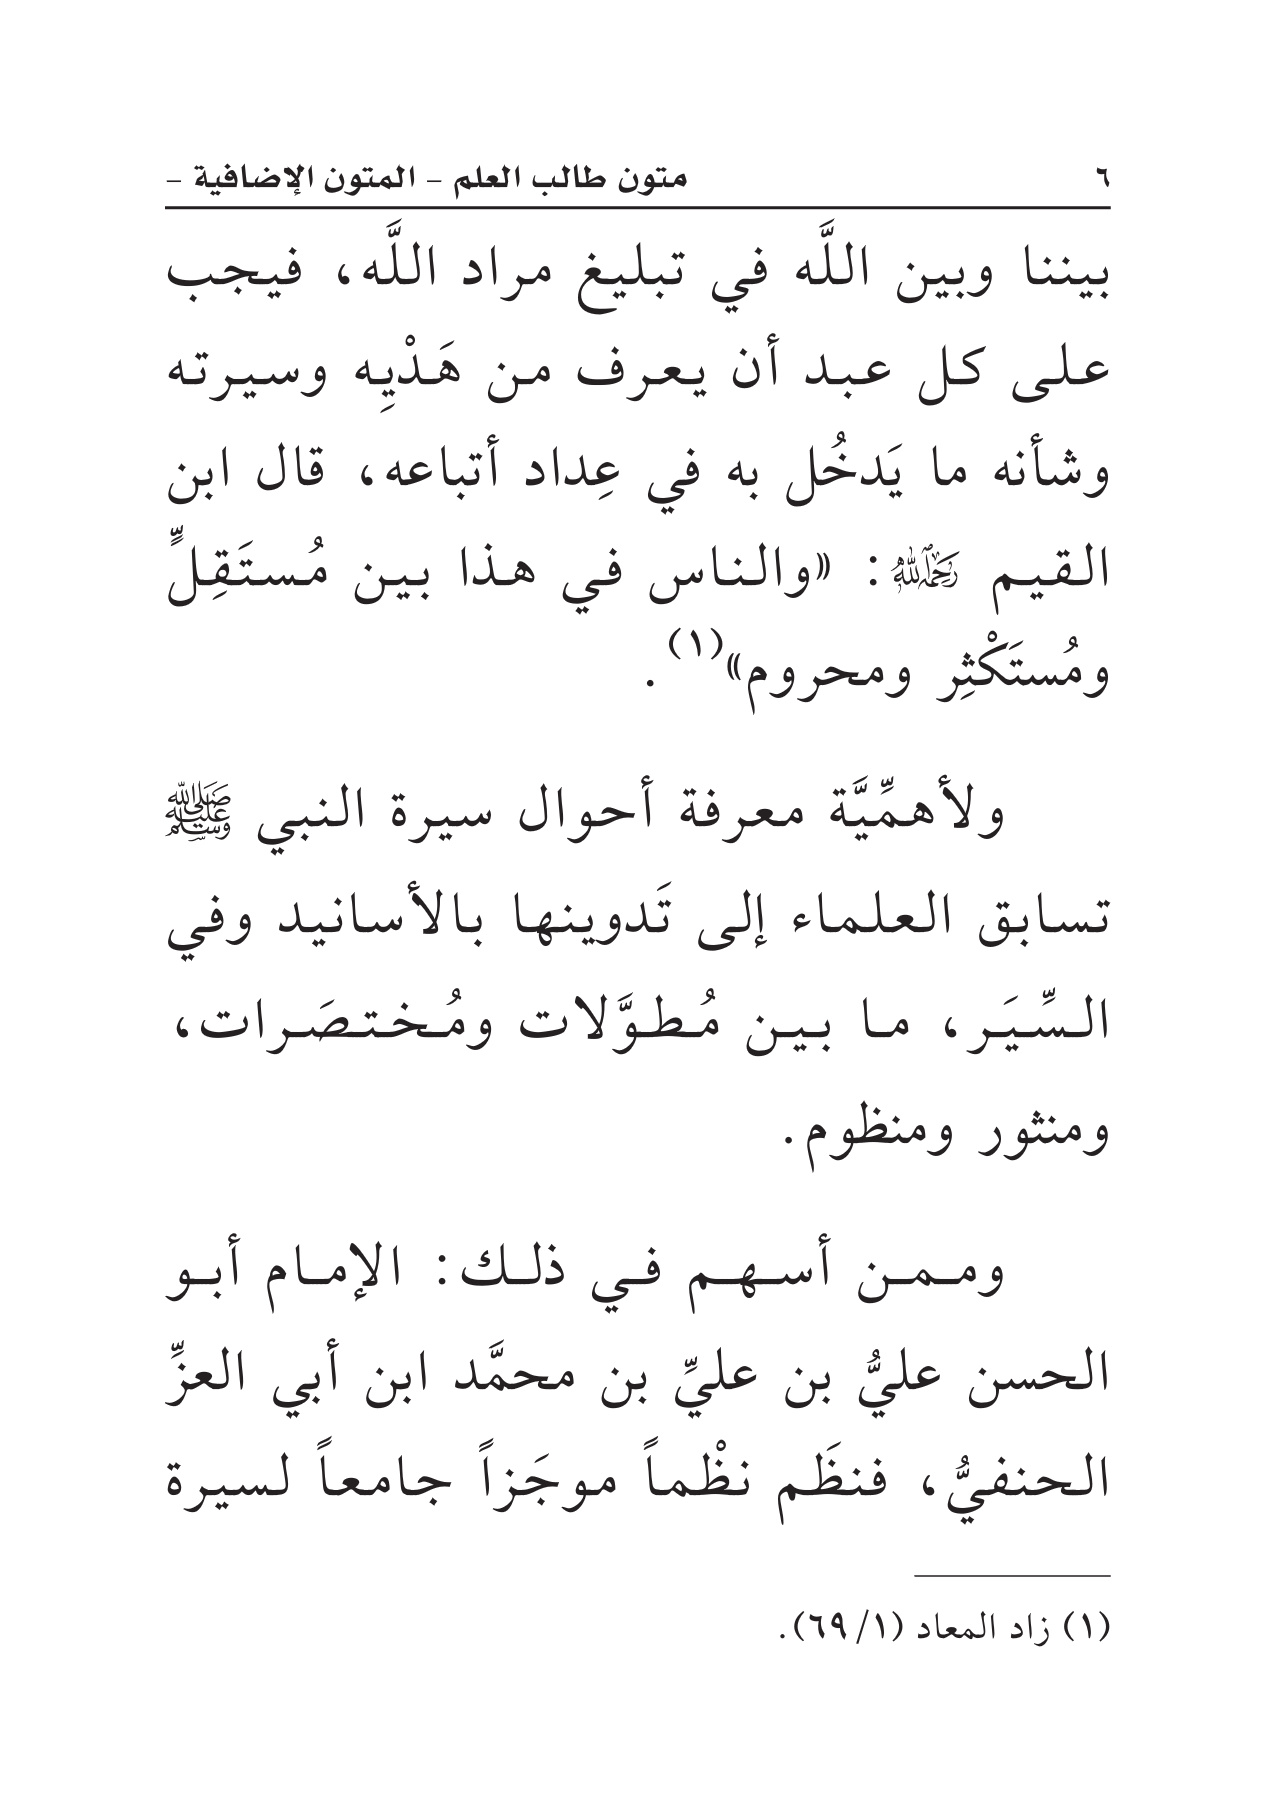 ٦ متون طالب العلم – المتون الإضافية –
بيننا وبين اللَّه في تبليغ مراد اللَّه، فيجب
على كل عبد أن يعرف من هَدْيِه وسيرته
وشأنه ما يَدخُل به في عِداد أتباعه، قال ابن
القيم رَحِمَهُ ٱللَّهُ: «والناس في هذا بين مُستَقِلٍّ
ومُستَكْثِر ومحروم»(١).
ولأهمِّيَّة معرفة أحوال سيرة النبي ﷺ
تسابق العلماء إلى تَدوينها بالأسانيد وفي
السِّيَر، ما بين مُطوَّلات ومُختصَرات،
ومنثور ومنظوم.
وممن أسهم في ذلك: الإمام أبو
الحسن عليُّ بن عليِّ بن محمَّد ابن أبي العزِّ
الحنفيُّ، فنظَم نظْماً موجَزاً جامعاً لسيرة
(١) زاد المعاد (١/ ٦٩).